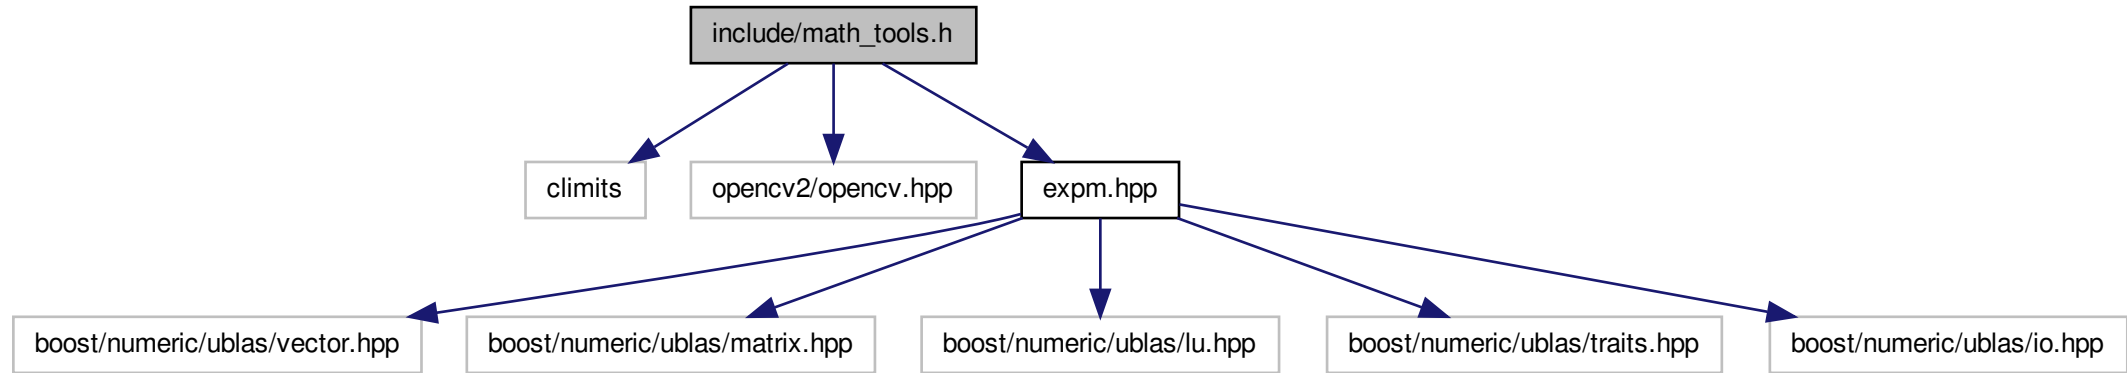 include/math_tools.h
climits
opencv2/opencv.hpp
expm.hpp
boost/numeric/ublas/vector.hpp
boost/numeric/ublas/matrix.hpp
boost/numeric/ublas/lu.hpp
boost/numeric/ublas/traits.hpp
boost/numeric/ublas/io.hpp